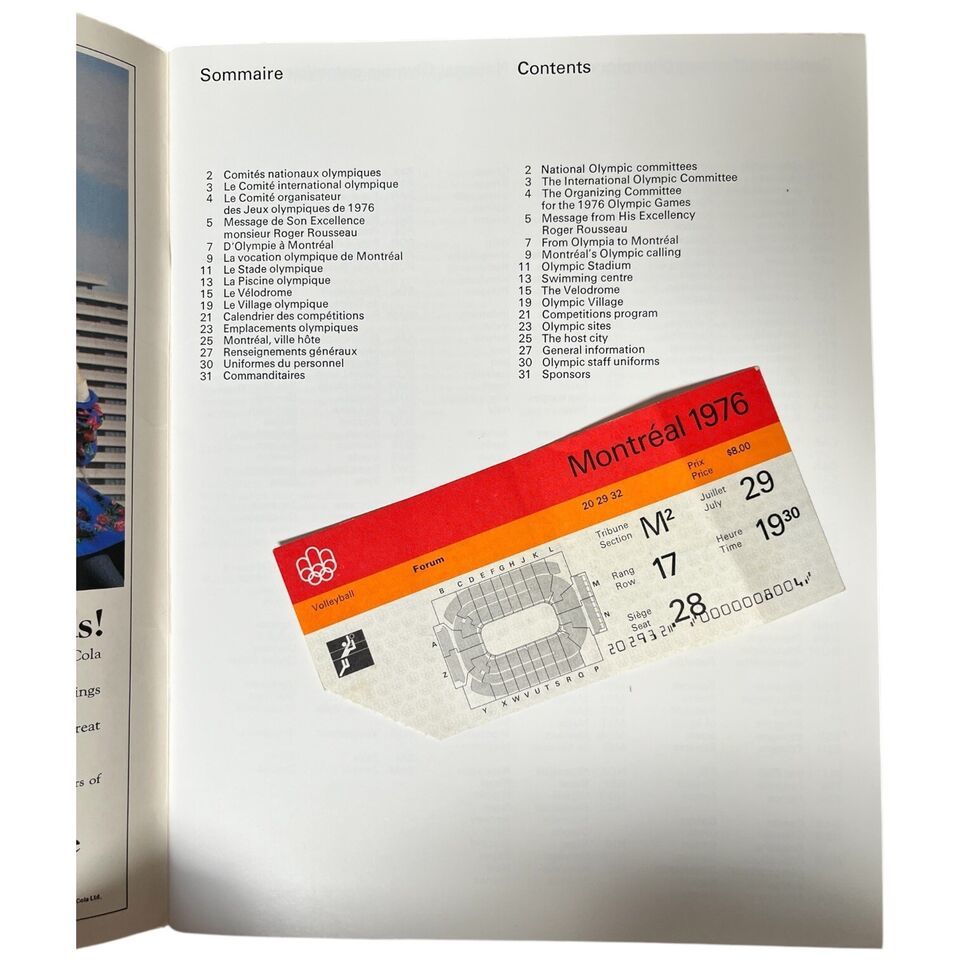 s!
Cola
ings
reat
rs of
e
Cola Ltd.
Sommaire
2 Comités nationaux olympiques
3 Le Comité international olympique
4 Le Comité organisateur
des Jeux olympiques de 1976
5 Message de Son Excellence
monsieur Roger Rousseau
7 D'Olympie à Montréal
9 La vocation olympique de Montréal
11 Le Stade olympique
13 La Piscine olympique
15 Le Vélodrome
19 Le Village olympique
21 Calendrier des compétitions
23 Emplacements olympiques
25 Montréal, ville hôte
27 Renseignements généraux
30 Uniformes du personnel
31 Commanditaires
Contents
2 National Olympic committees
3 The International Olympic Committee
4 The Organizing Committee
for the 1976 Olympic Games
5 Message from His Excellency
Roger Rousseau
7 From Olympia to Montréal
9 Montréal's Olympic calling
11 Olympic Stadium
13 Swimming centre
15 The Velodrome
19 Olympic Village
21 Competitions program
23 Olympic sites
25 The host city
27 General information
30 Olympic staff uniforms
31 Sponsors
Montréal 1976
Volleyball
Forum
20 29 32
Prix
Price
$8.00
Tribune
Section
M²
Juillet
July
29
Rang
Row
17
Heure
Time
19³⁰
Siège
Seat
28
B C D E F G H I J K L
M
N
A
Z
Y X W V U T S R Q P